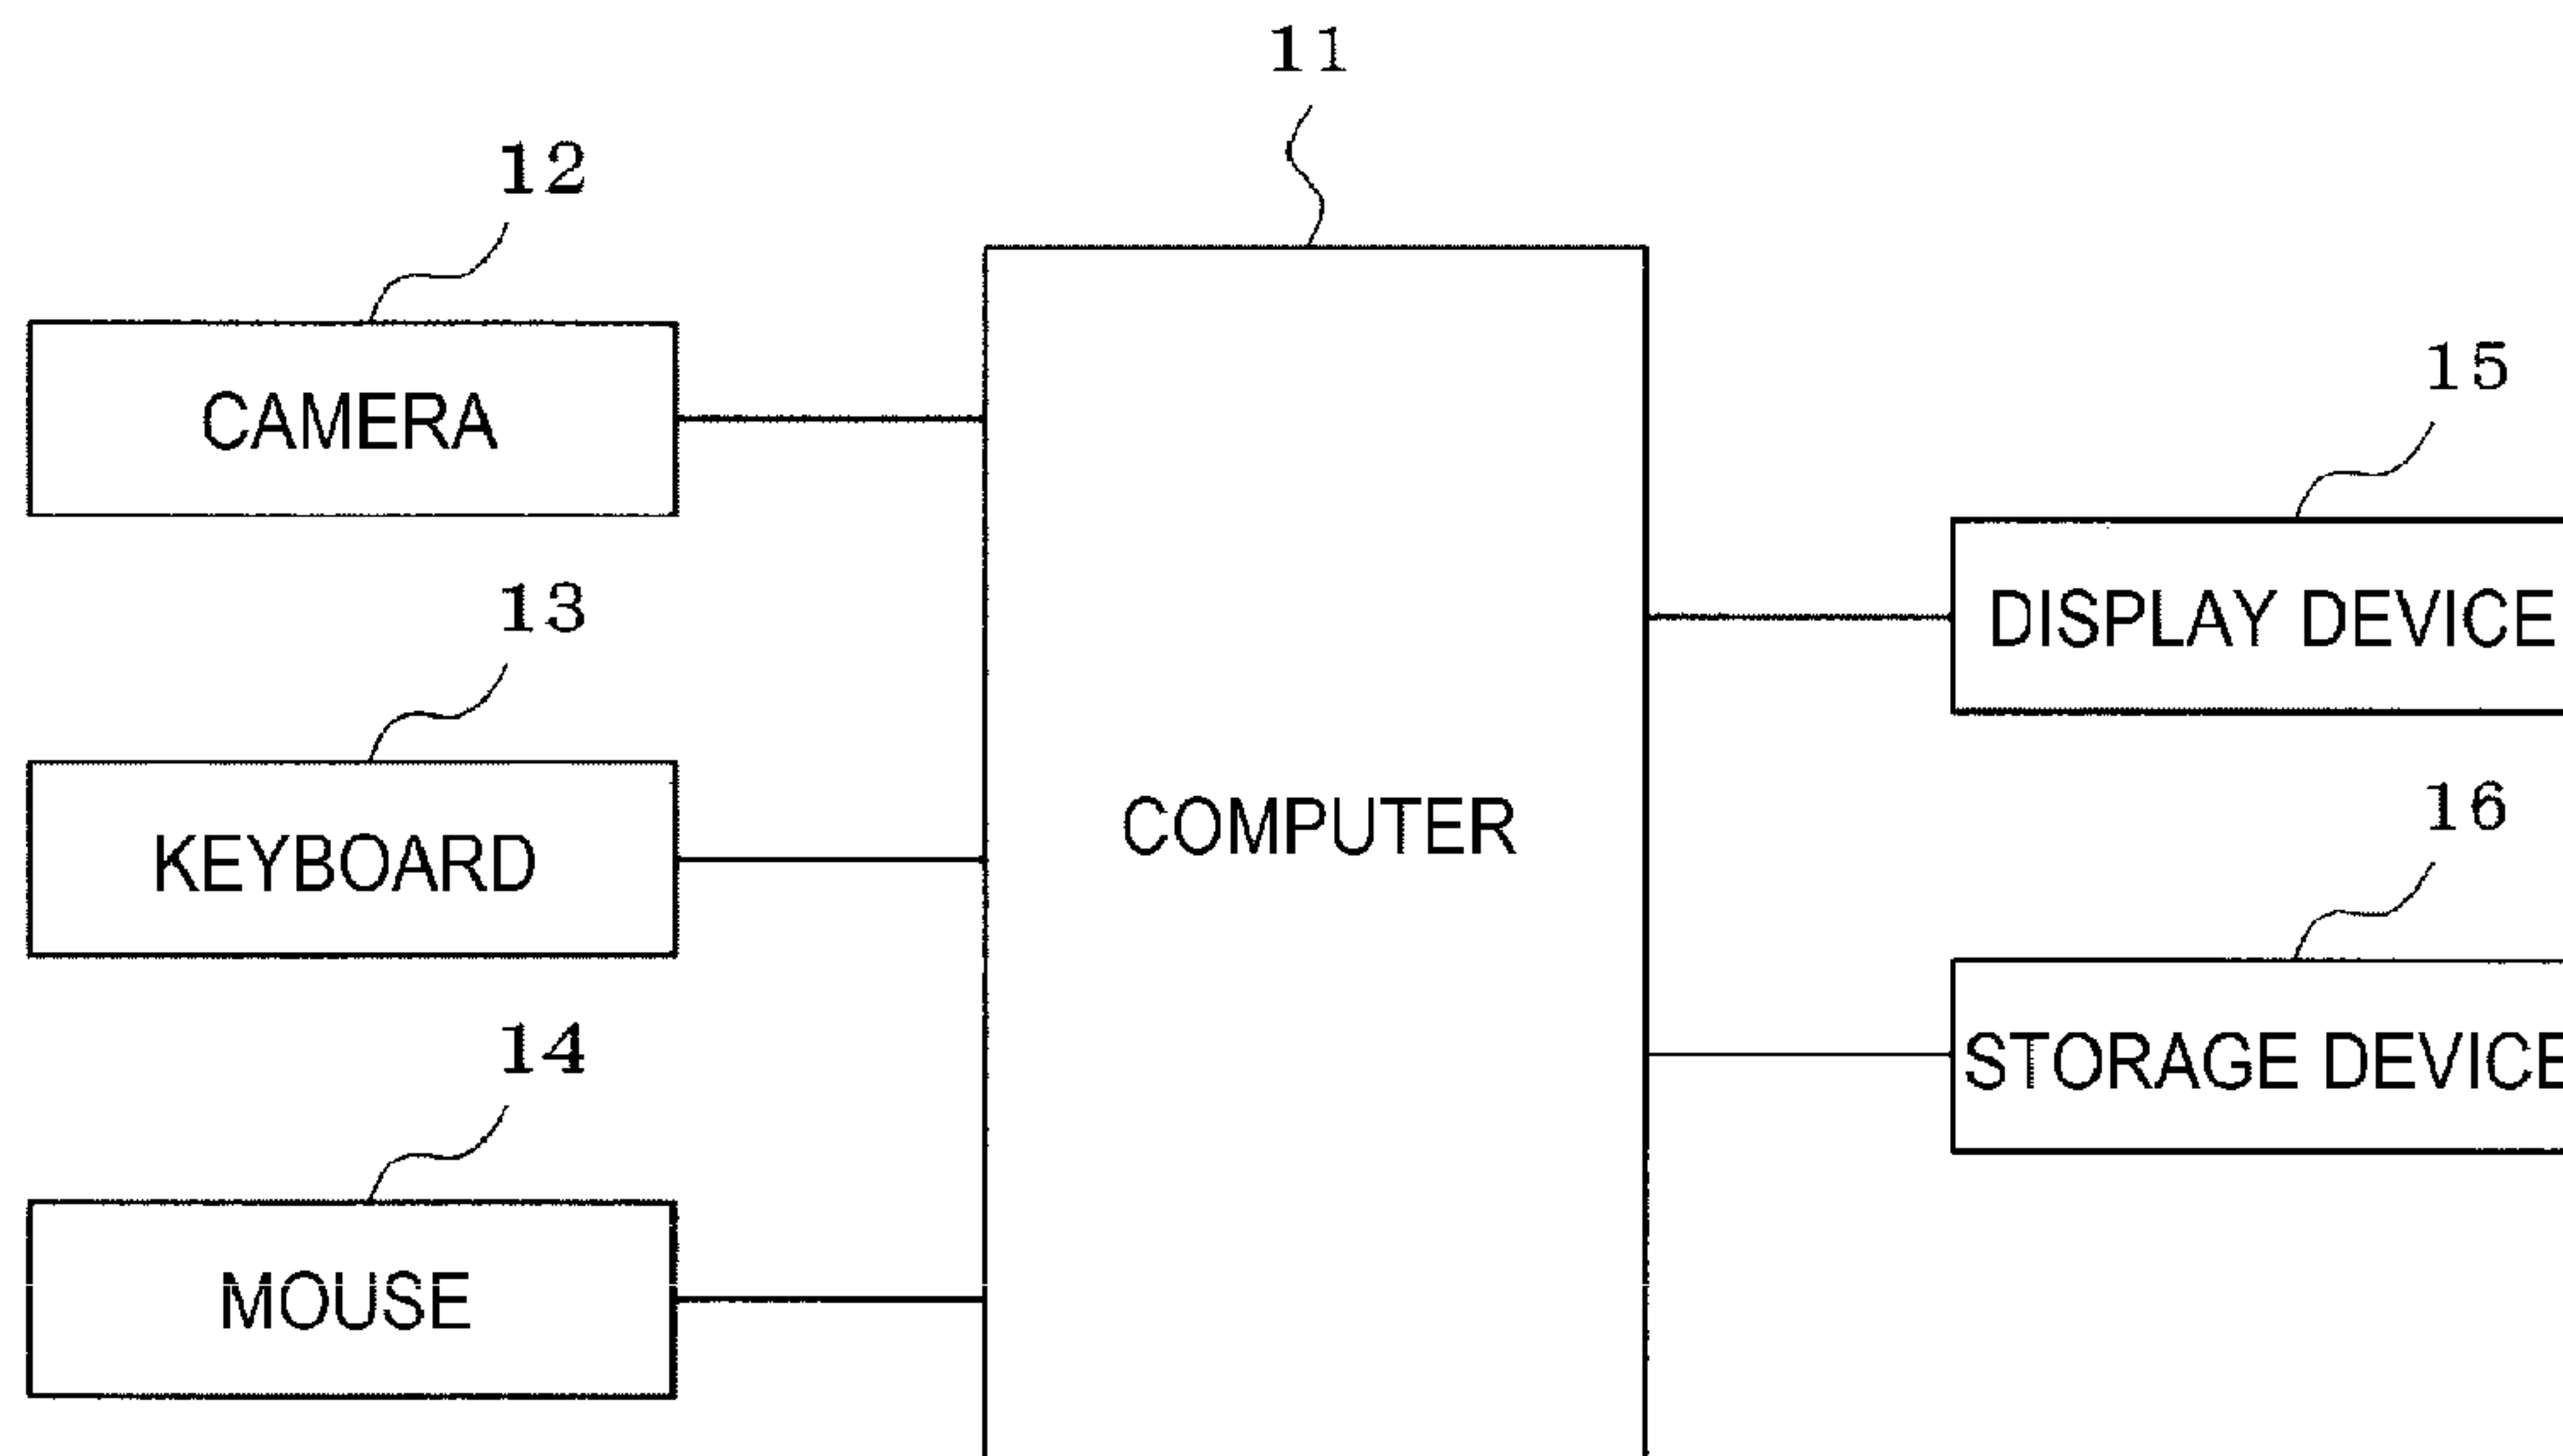 11
12
CAMERA
15
DISPLAY DEVICE
13
KEYBOARD
COMPUTER
16
STORAGE DEVICE
14
MOUSE